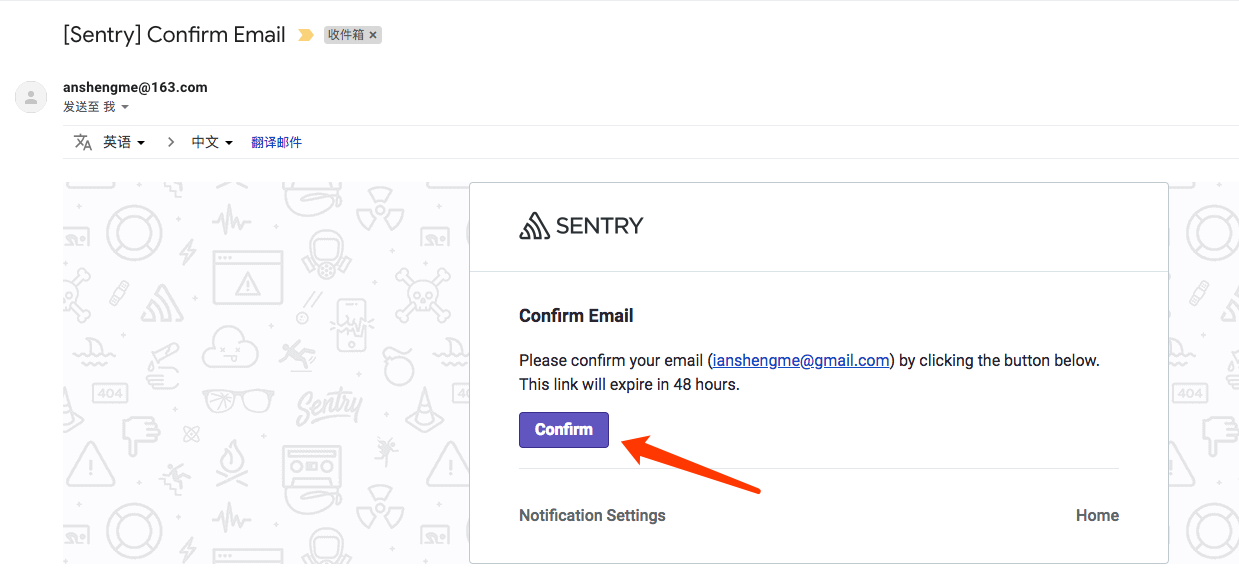 [Sentry] Confirm Email 收件箱 ×
anshengme@163.com
发送至 我
英语 > 中文 翻译邮件
SENTRY
Confirm Email
Please confirm your email (ianshengme@gmail.com) by clicking the button below.
This link will expire in 48 hours.
404
404
Sentry
Confirm
Notification Settings Home